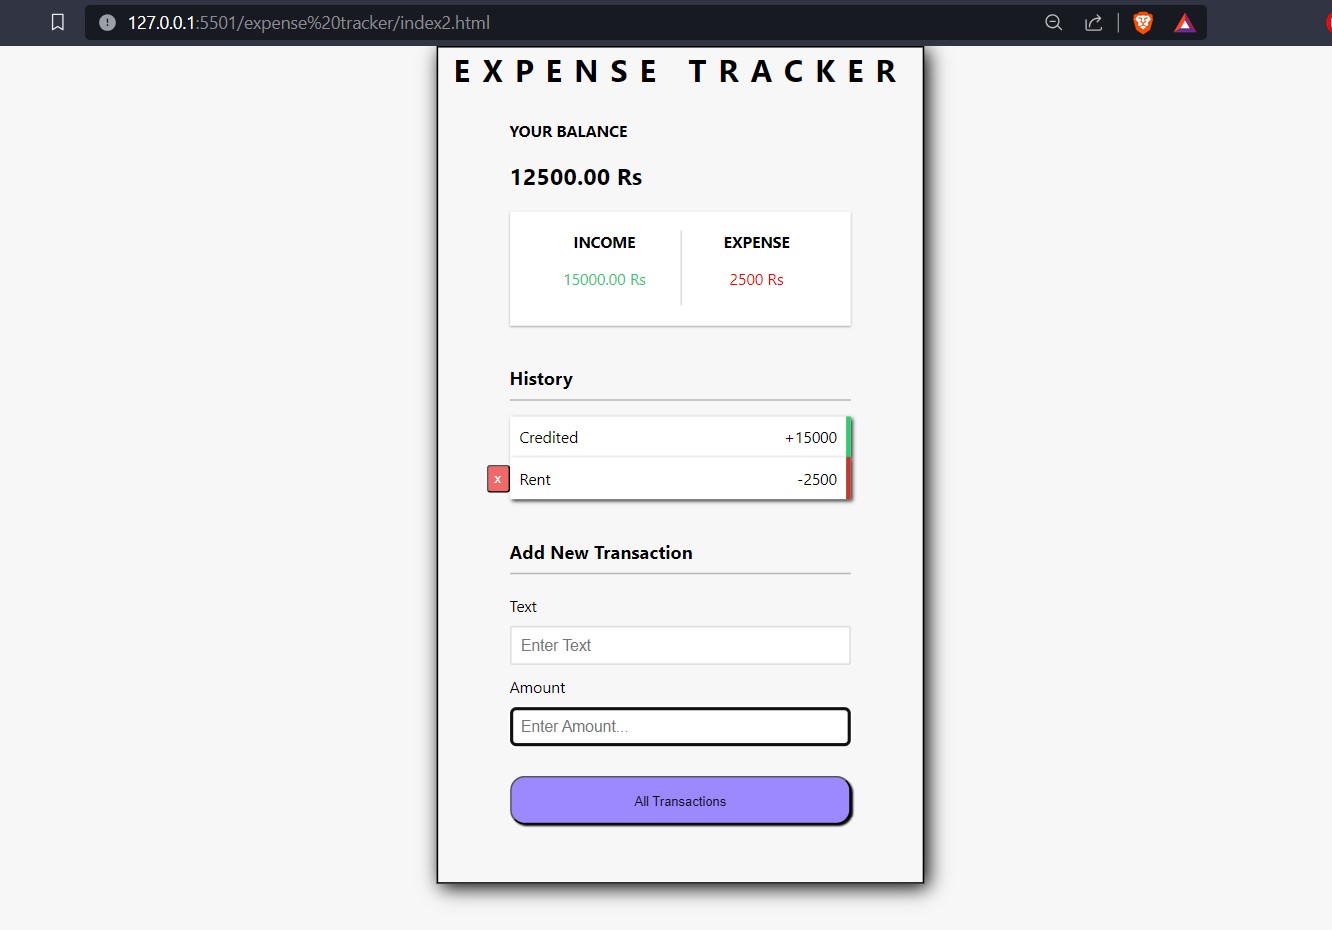 127.0.0.1:5501/expense%20tracker/index2.html
EXPENSE TRACKER
YOUR BALANCE
12500.00 Rs
INCOME EXPENSE
15000.00 Rs 2500 Rs
History
Credited +15000
x Rent -2500
Add New Transaction
Text
Enter Text
Amount
Enter Amount...
All Transactions